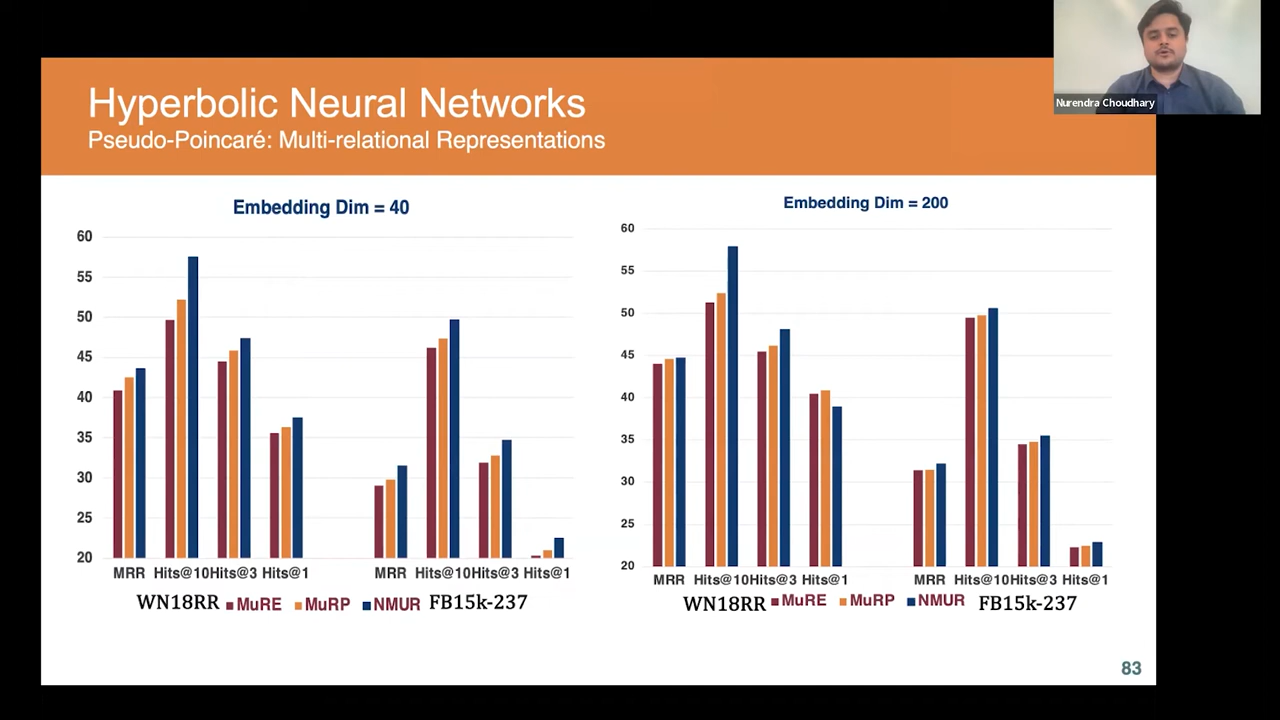 Nurendra Choudhary
Hyperbolic Neural Networks
Pseudo-Poincaré: Multi-relational Representations
Embedding Dim = 40
60
55
50
45
40
35
30
25
20
MRR Hits@10 Hits@3 Hits@1 MRR Hits@10 Hits@3 Hits@1
WN18RR MuRE MuRP NMUR FB15k-237
Embedding Dim = 200
60
55
50
45
40
35
30
25
20
MRR Hits@10 Hits@3 Hits@1 MRR Hits@10 Hits@3 Hits@1
WN18RR MuRE MuRP NMUR FB15k-237
83